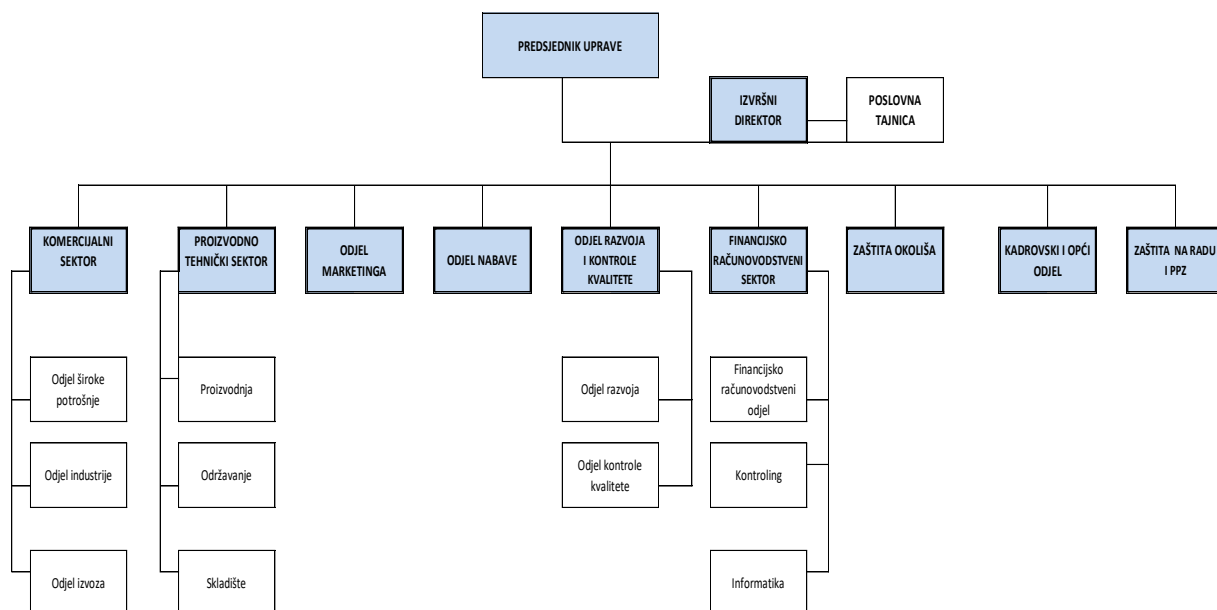 PREDSJEDNIK UPRAVE
IZVRŠNI
DIREKTOR
POSLOVNA
TAJNICA
KOMERCIJALNI
SEKTOR
PROIZVODNO
TEHNIČKI SEKTOR
ODJEL
MARKETINGA
ODJEL NABAVE
ODJEL RAZVOJA
I KONTROLE
KVALITETE
FINANCIJSKO
RAČUNOVODSTVENI
SEKTOR
ZAŠTITA OKOLIŠA
KADROVSKI I OPĆI
ODJEL
ZAŠTITA NA RADU
I PPZ
Odjel široke
potrošnje
Proizvodnja
Odjel razvoja
Financijsko
računovodstveni
odjel
Odjel industrije
Održavanje
Odjel kontrole
kvalitete
Kontroling
Odjel izvoza
Skladište
Informatika